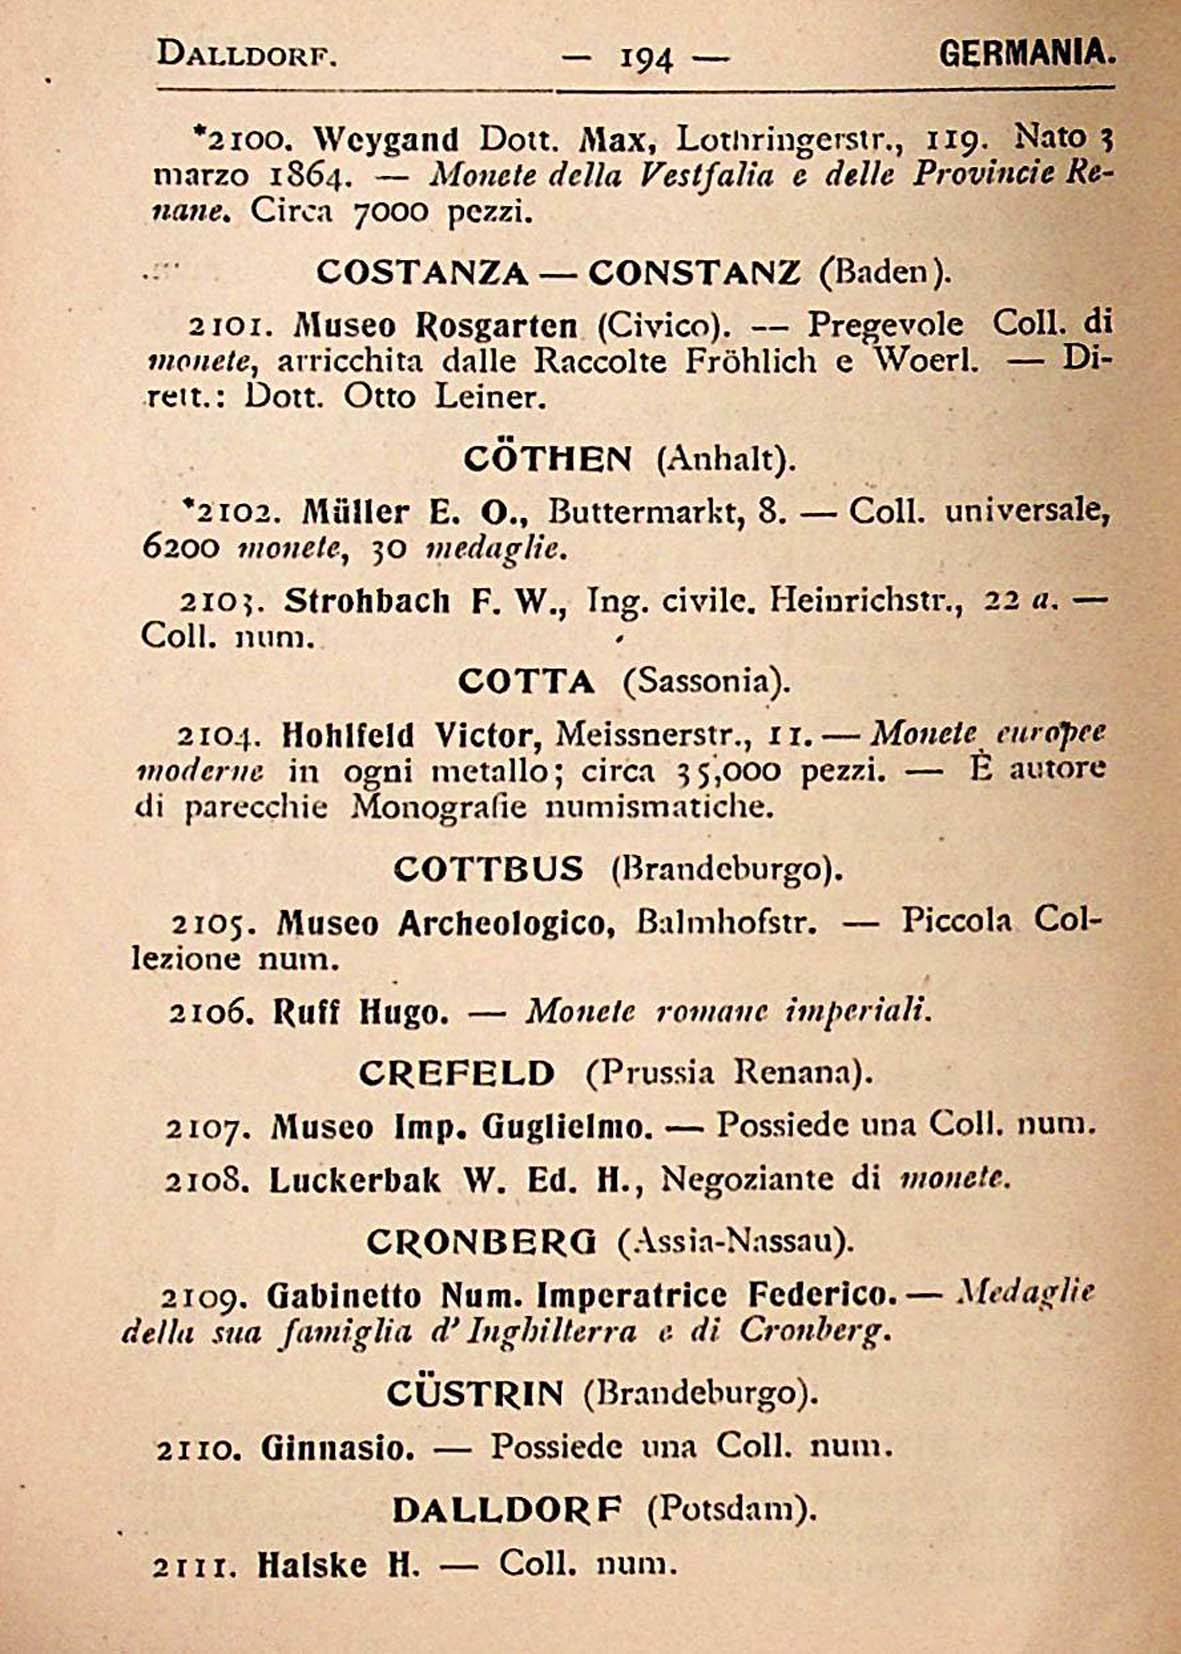 DALLDORF. — 194 — GERMANIA.
*2100. Weygand Dott. Max, Lothringerstr., 119. Nato 3
marzo 1864. — Monete della Vestfalia e delle Provincie Re-
nane. Circa 7000 pezzi.
COSTANZA — CONSTANZ (Baden).
2101. Museo Rosgarten (Civico). — Pregevole Coll. di
monete, arricchita dalle Raccolte Fröhlich e Woerl. — Di-
rett.: Dott. Otto Leiner.
CÖTHEN (Anhalt).
*2102. Müller E. O., Buttermarkt, 8. — Coll. universale,
6200 monete, 30 medaglie.
2103. Strohbach F. W., Ing. civile. Heinrichstr., 22 a. —
Coll. num.
COTTA (Sassonia).
2104. Hohlfeld Victor, Meissnerstr., 11. — Monete europee
moderne in ogni metallo; circa 35,000 pezzi. — È autore
di parecchie Monografie numismatiche.
COTTBUS (Brandeburgo).
2105. Museo Archeologico, Balmhofstr. — Piccola Col-
lezione num.
2106. Ruff Hugo. — Monete romane imperiali.
CREFELD (Prussia Renana).
2107. Museo Imp. Guglielmo. — Possiede una Coll. num.
2108. Luckerbak W. Ed. H., Negoziante di monete.
CRONBERG (Assia-Nassau).
2109. Gabinetto Num. Imperatrice Federico. — Medaglie
della sua famiglia d' Inghilterra e di Cronberg.
CÜSTRIN (Brandeburgo).
2110. Ginnasio. — Possiede una Coll. num.
DALLDORF (Potsdam).
2111. Halske H. — Coll. num.